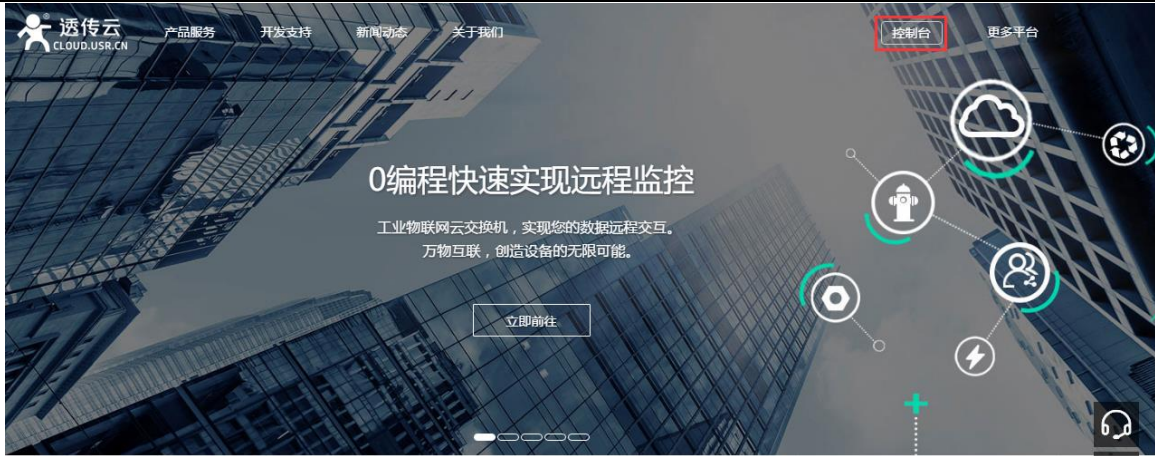 透传云
CLOUD.USR.CN
产品服务
开发支持
新闻动态
关于我们
控制台
更多平台
0编程快速实现远程监控
工业物联网云交换机，实现您的数据远程交互。
万物互联，创造设备的无限可能。
立即前往